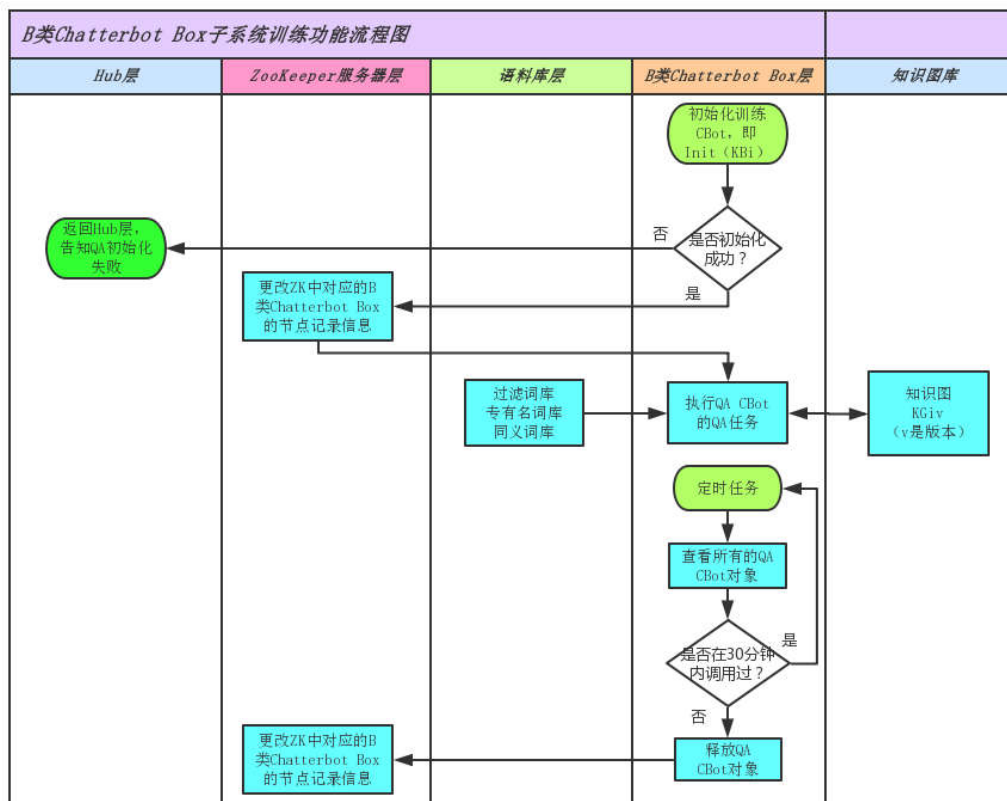 B类Chatterbot Box子系统训练功能流程图
Hub层
ZooKeeper服务器层
语料库层
B类Chatterbot Box层
知识图库
初始化训练
CBot，即
Init（KBi）
是否初始化
成功？
否
返回Hub层，
告知QA初始化
失败
是
更改ZK中对应的B
类Chatterbot Box
的节点记录信息
过滤词库
专有名词库
同义词库
执行QA CBot
的QA任务
知识图
KGiv
（v是版本）
定时任务
查看所有的QA
CBot对象
是否在30分钟
内调用过？
是
否
释放QA
CBot对象
更改ZK中对应的B
类Chatterbot Box
的节点记录信息